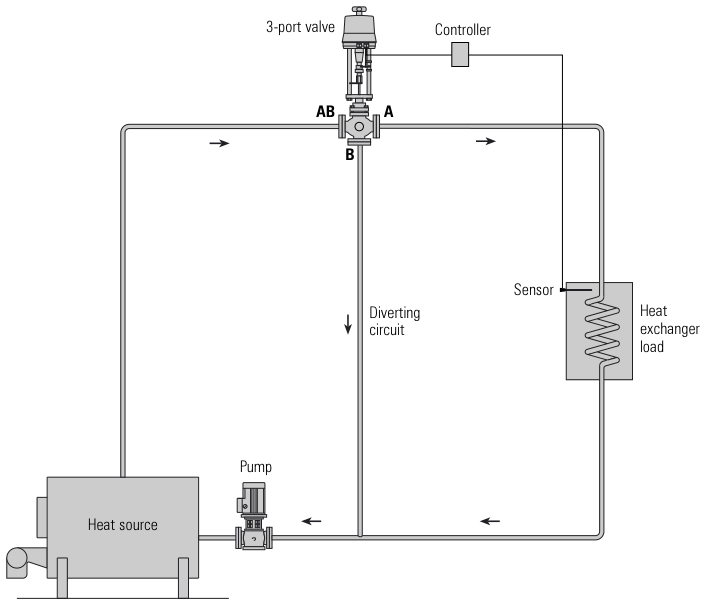 3-port valve
Controller
AB
A
B
Sensor
Diverting
circuit
Heat
exchanger
load
Pump
Heat source